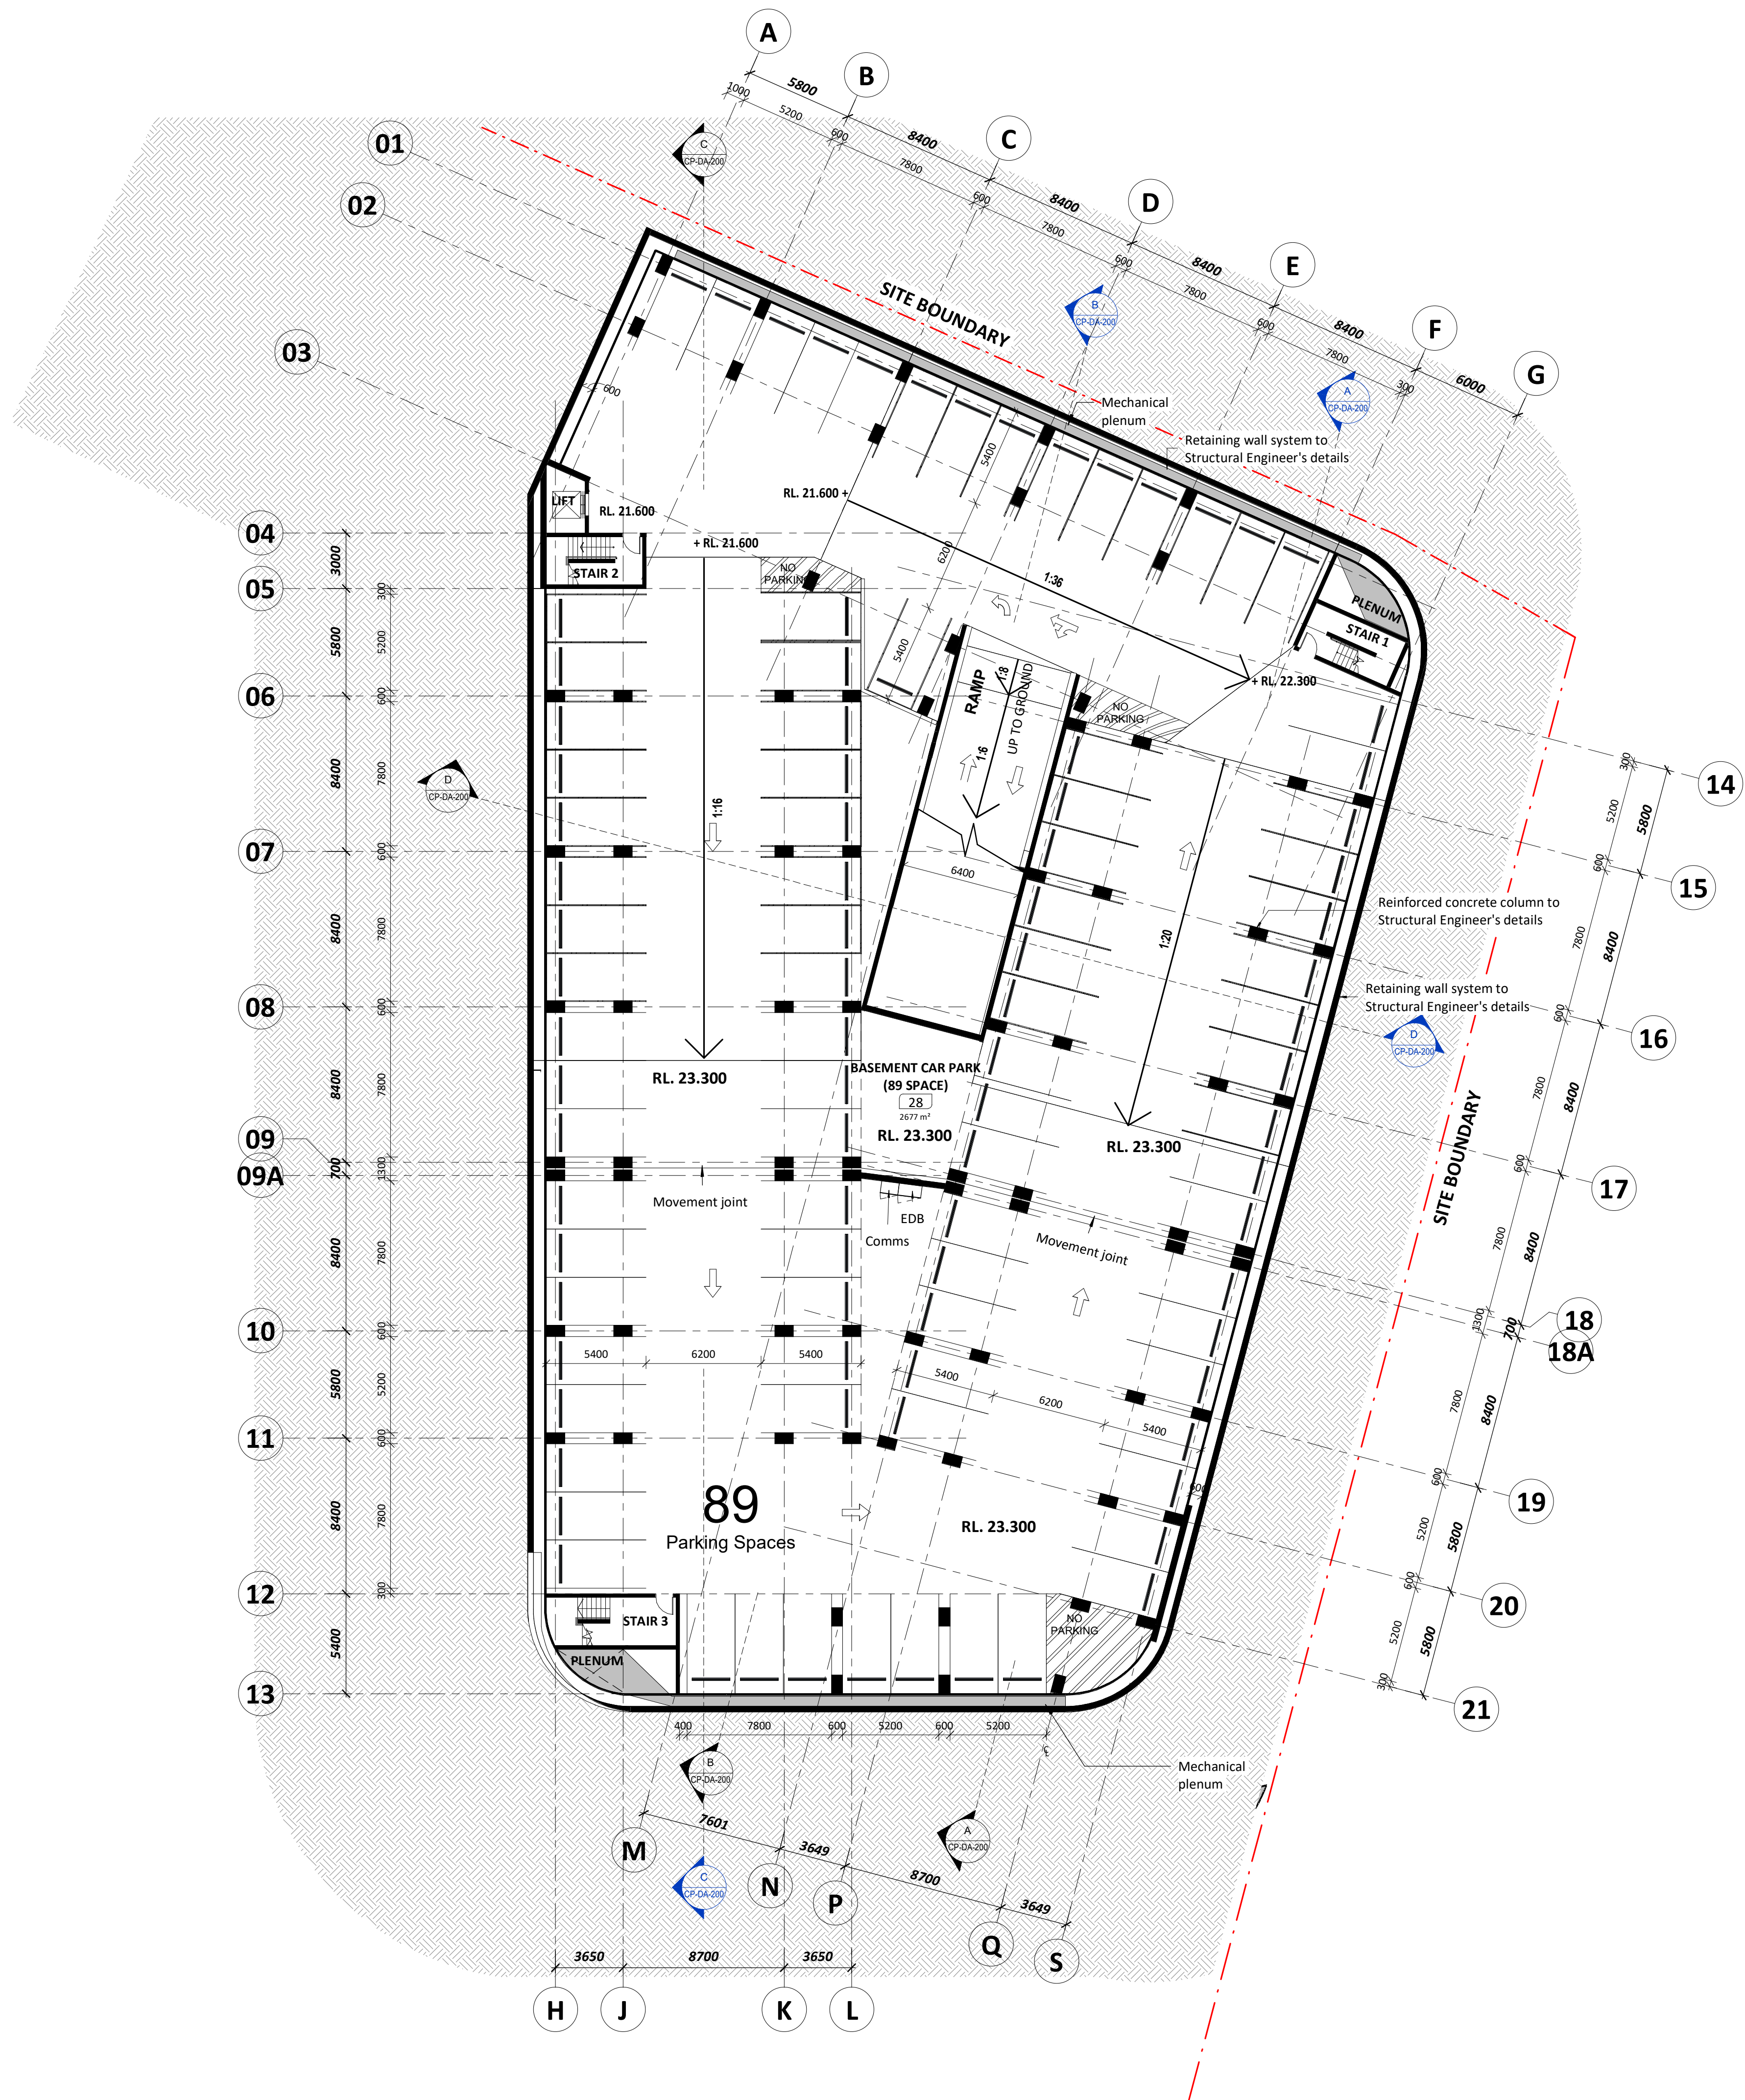 A
B
C
D
E
F
G
5800
8400
8400
8400
8400
6000
1000
5200
600
7800
600
7800
600
7800
600
7800
300
01
02
03
C
CP-DA-200
B
CP-DA-200
A
CP-DA-200
SITE BOUNDARY
600
Mechanical
plenum
Retaining wall system to
Structural Engineer's details
5400
6200
5400
LIFT
RL. 21.600
RL. 21.600 +
+ RL. 21.600
STAIR 2
NO
PARKING
1:36
PLENUM
STAIR 1
+ RL. 22.300
RAMP
1:8
1:6
UP TO GROUND
NO
PARKING
04
05
06
07
08
09
09A
10
11
12
13
3000
5800
8400
8400
8400
700
8400
5800
8400
5400
300
5200
600
7800
600
7800
600
7800
1300
7800
600
5200
600
7800
300
D
CP-DA-200
1:16
6400
1:20
Reinforced concrete column to
Structural Engineer's details
Retaining wall system to
Structural Engineer's details
D
CP-DA-200
SITE BOUNDARY
14
15
16
17
18
18A
19
20
21
300
5200
600
7800
600
7800
600
7800
1300
7800
600
5200
600
5200
300
5800
8400
8400
8400
700
8400
5800
5800
RL. 23.300
BASEMENT CAR PARK
(89 SPACE)
28
2677 m²
RL. 23.300
RL. 23.300
Movement joint
EDB
Comms
Movement joint
5400
6200
5400
5400
6200
5400
600
89
Parking Spaces
RL. 23.300
STAIR 3
PLENUM
NO
PARKING
400
7800
600
5200
600
5200
Mechanical
plenum
B
CP-DA-200
A
CP-DA-200
C
CP-DA-200
7601
3649
8700
3649
M
N
P
Q
S
3650
8700
3650
H
J
K
L